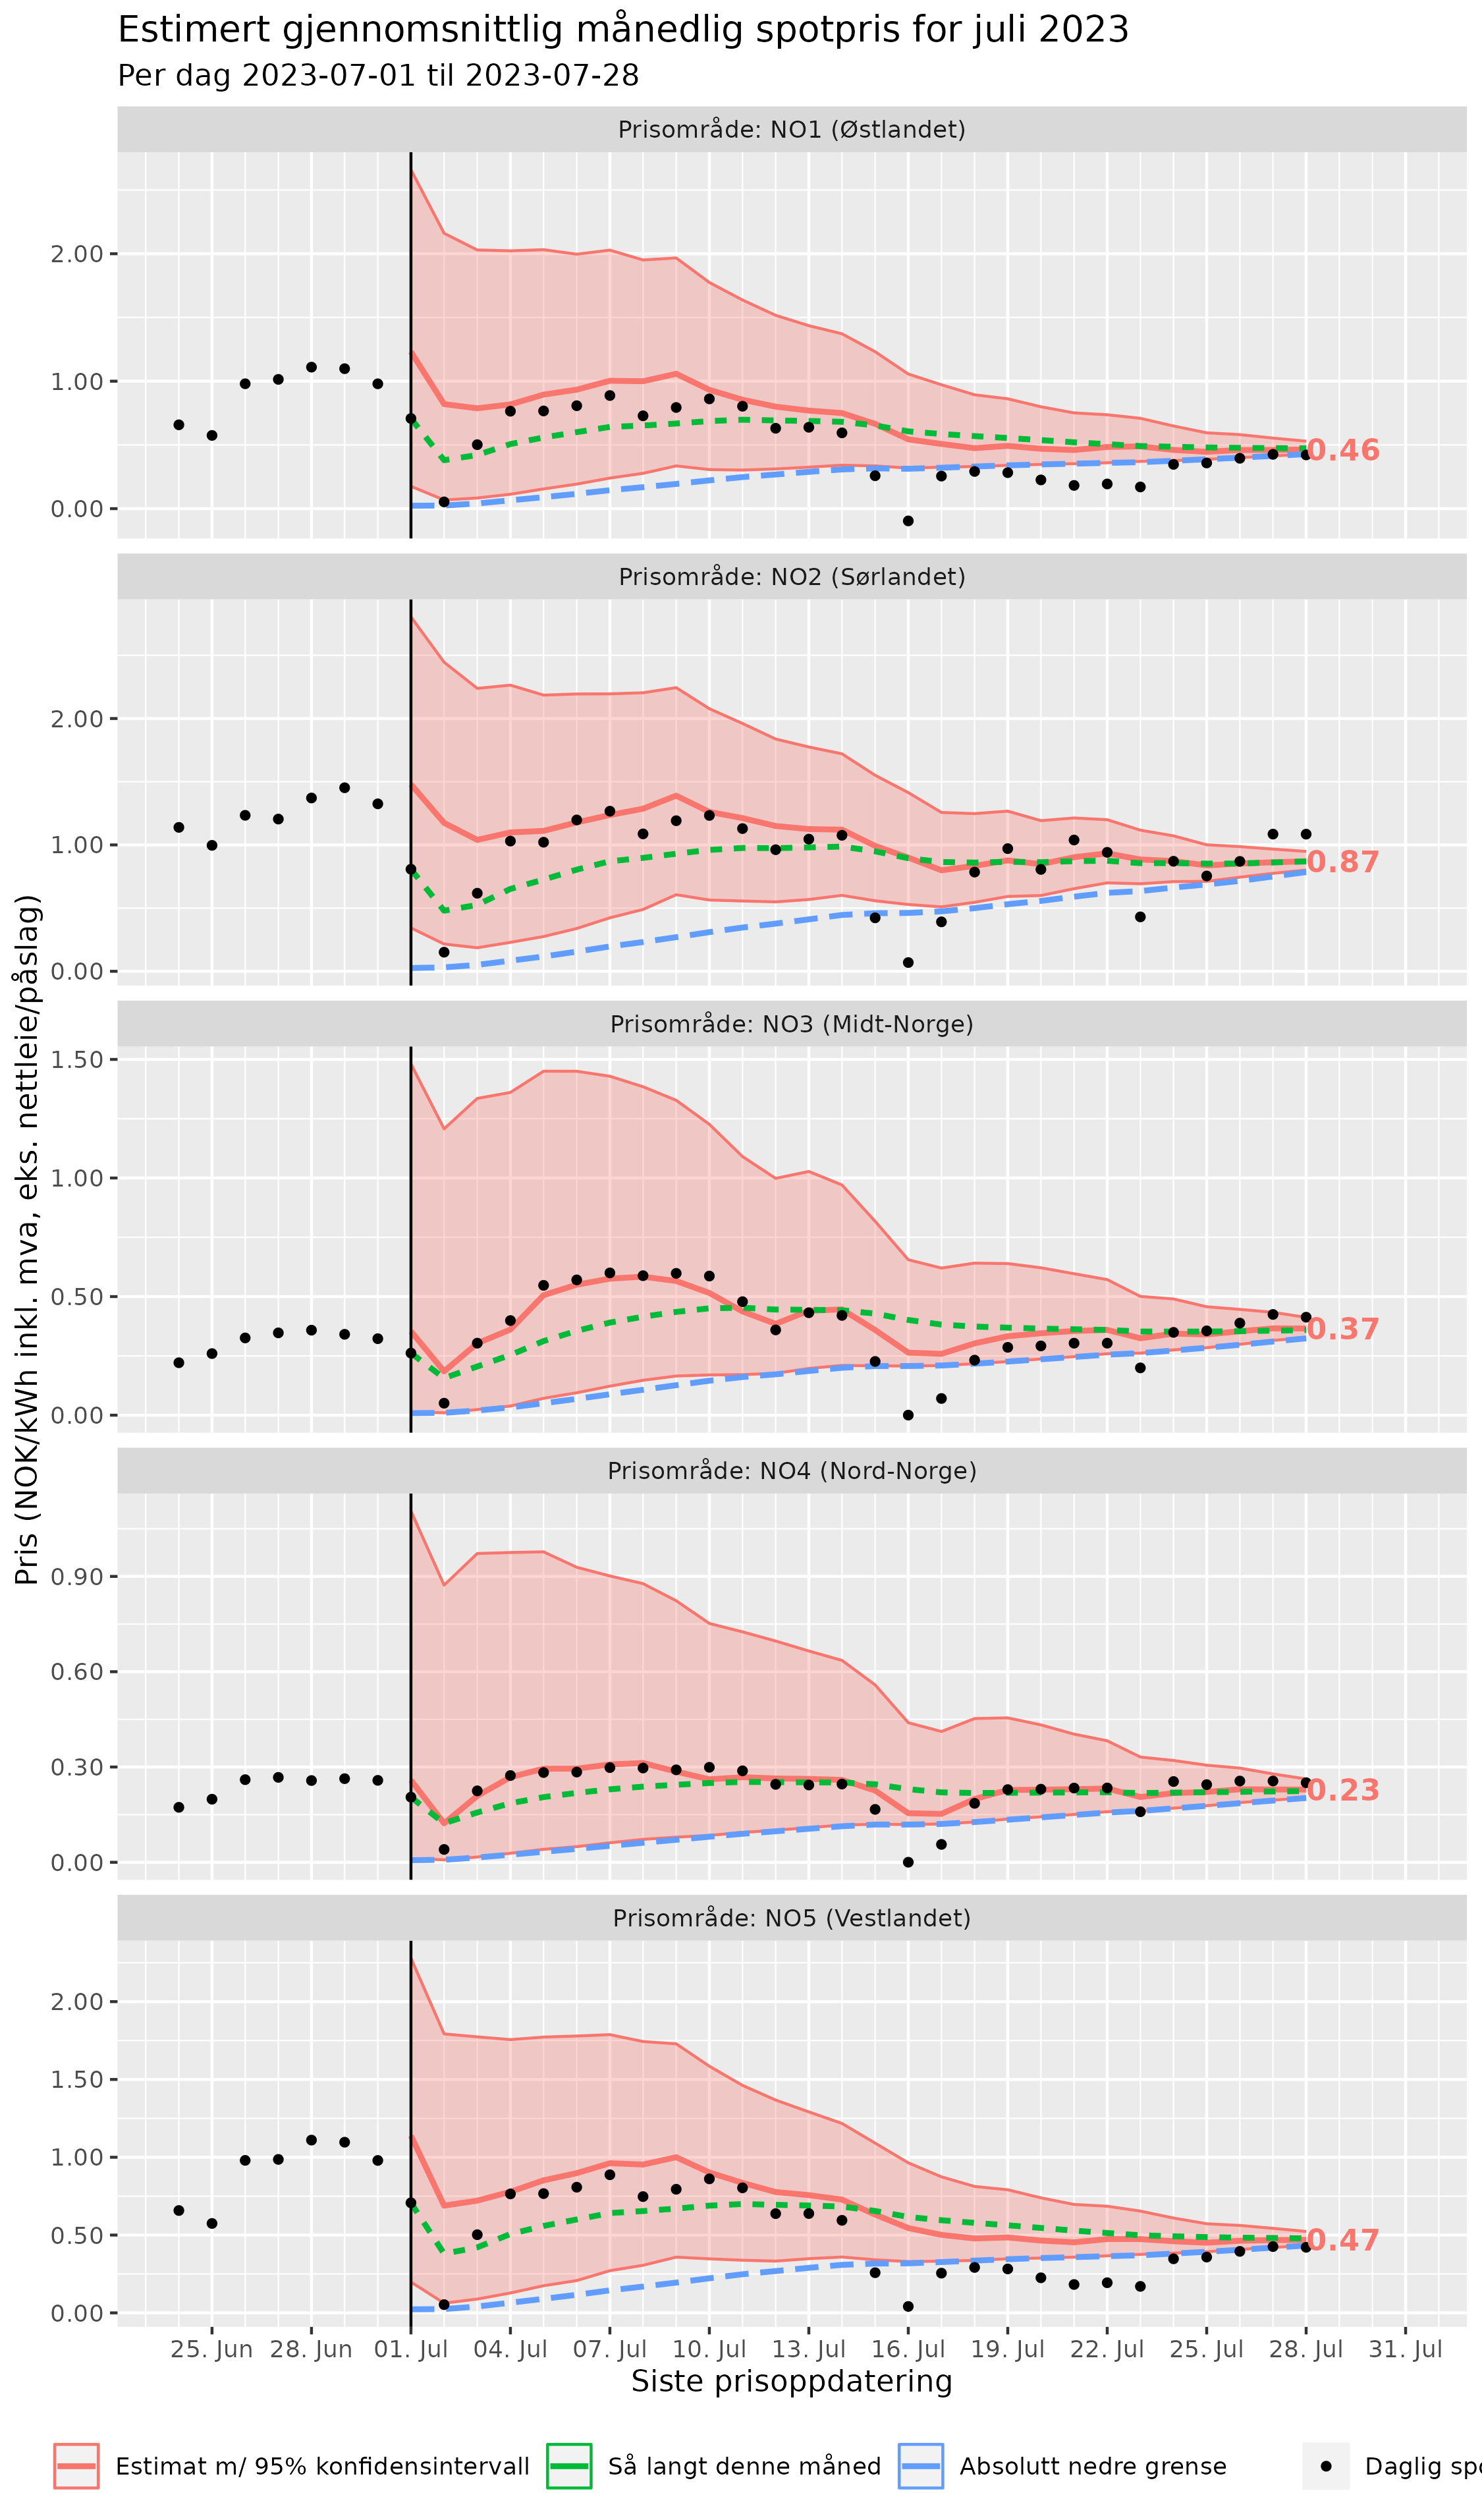 Estimert gjennomsnittlig månedlig spotpris for juli 2023
Per dag 2023-07-01 til 2023-07-28
Pris (NOK/kWh inkl. mva, eks. nettleie/påslag)
Prisområde: NO1 (Østlandet)
2.00
1.00
0.00
0.46
Prisområde: NO2 (Sørlandet)
2.00
1.00
0.00
0.87
Prisområde: NO3 (Midt-Norge)
1.50
1.00
0.50
0.00
0.37
Prisområde: NO4 (Nord-Norge)
0.90
0.60
0.30
0.00
0.23
Prisområde: NO5 (Vestlandet)
2.00
1.50
1.00
0.50
0.00
0.47
25. Jun 28. Jun 01. Jul 04. Jul 07. Jul 10. Jul 13. Jul 16. Jul 19. Jul 22. Jul 25. Jul 28. Jul 31. Jul
Siste prisoppdatering
Estimat m/ 95% konfidensintervall Så langt denne måned Absolutt nedre grense Daglig